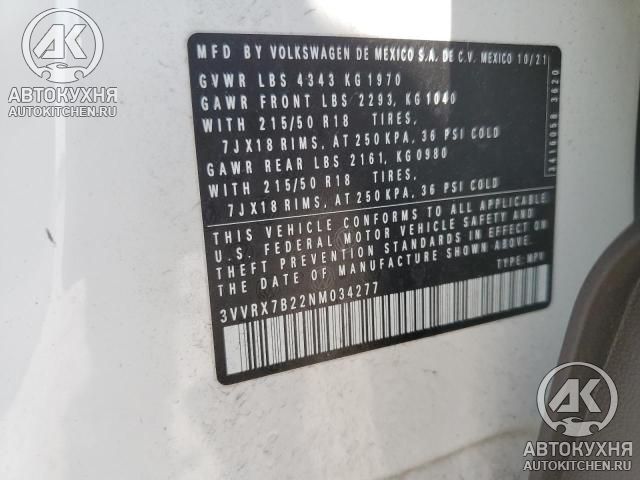 MFD BY VOLKSWAGEN DE MEXICO S.A. DE C.V. MEXICO 10/21
GVWR LBS 4343 KG 1970
GAWR FRONT LBS 2293, KG 1040
WITH 215/50 R18 TIRES,
7JX18 RIMS, AT 250 KPA, 36 PSI COLD
GAWR REAR LBS 2161, KG 0980
WITH 215/50 R18 TIRES,
7JX18 RIMS, AT 250 KPA, 36 PSI COLD
THIS VEHICLE CONFORMS TO ALL APPLICABLE
U.S. FEDERAL MOTOR VEHICLE SAFETY AND
THEFT PREVENTION STANDARDS IN EFFECT ON
THE DATE OF MANUFACTURE SHOWN ABOVE.
3VVRX7B22NM034277
TYPE: MPV
3416058 3620
АК
АВТОКУХНЯ
AUTOKITCHEN.RU
АК
АВТОКУХНЯ
AUTOKITCHEN.RU